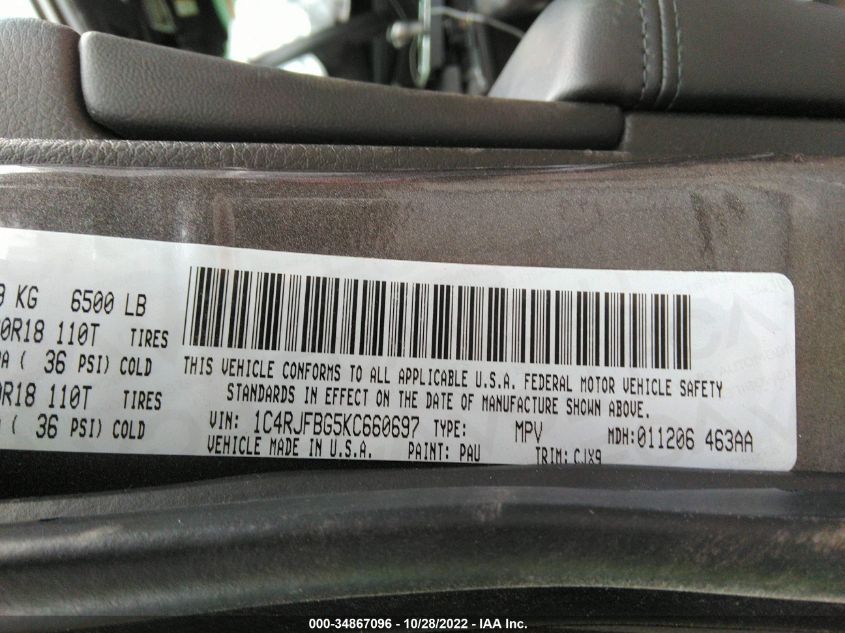 9 KG 6500 LB
0R18 110T TIRES
( 36 PSI) COLD
0R18 110T TIRES
( 36 PSI) COLD
THIS VEHICLE CONFORMS TO ALL APPLICABLE U.S.A. FEDERAL MOTOR VEHICLE SAFETY
STANDARDS IN EFFECT ON THE DATE OF MANUFACTURE SHOWN ABOVE.
VIN: 1C4RJFBG5KC660697 TYPE: MPV MDH:011206 463AA
VEHICLE MADE IN U.S.A. PAINT: PAU TRIM: CJX9
000-34867096 - 10/28/2022 - IAA Inc.